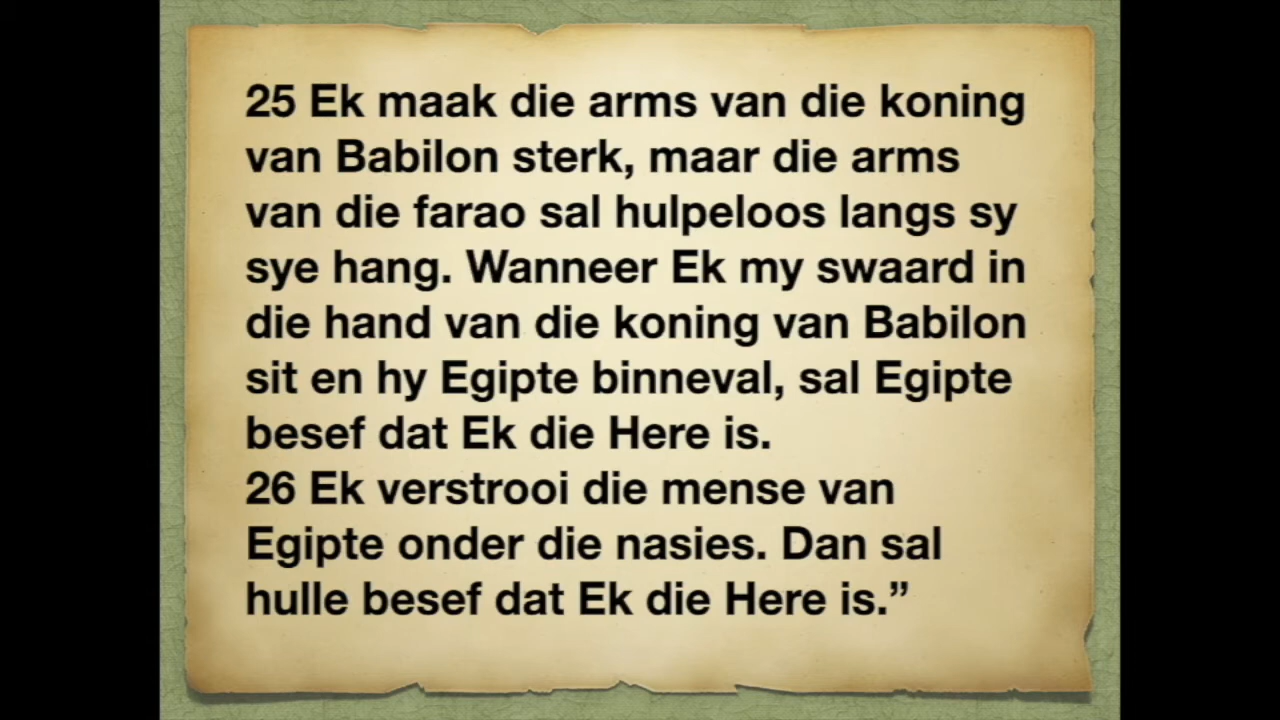 25 Ek maak die arms van die koning
van Babilon sterk, maar die arms
van die farao sal hulpeloos langs sy
sye hang. Wanneer Ek my swaard in
die hand van die koning van Babilon
sit en hy Egipte binneval, sal Egipte
besef dat Ek die Here is.
26 Ek verstrooi die mense van
Egipte onder die nasies. Dan sal
hulle besef dat Ek die Here is.”